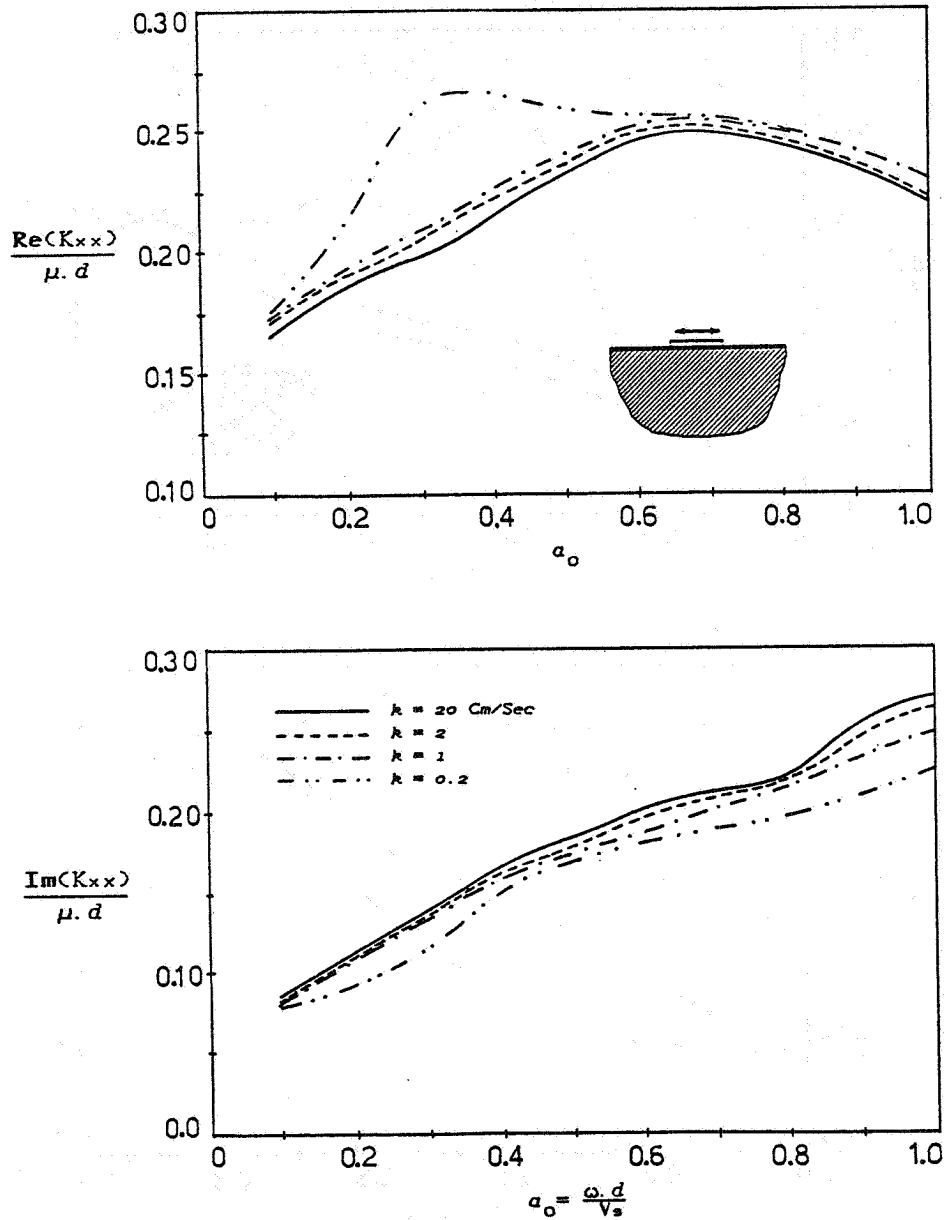 0.30
0.25
0.20
0.15
0.10
Re(Kxx)
μ. d
0 0.2 0.4 0.6 0.8 1.0
a₀
0.30
0.20
0.10
0.0
Im(Kxx)
μ. d
k = 20 Cm/Sec
k = 2
k = 1
k = 0.2
0 0.2 0.4 0.6 0.8 1.0
a₀ = ω. d
Vs